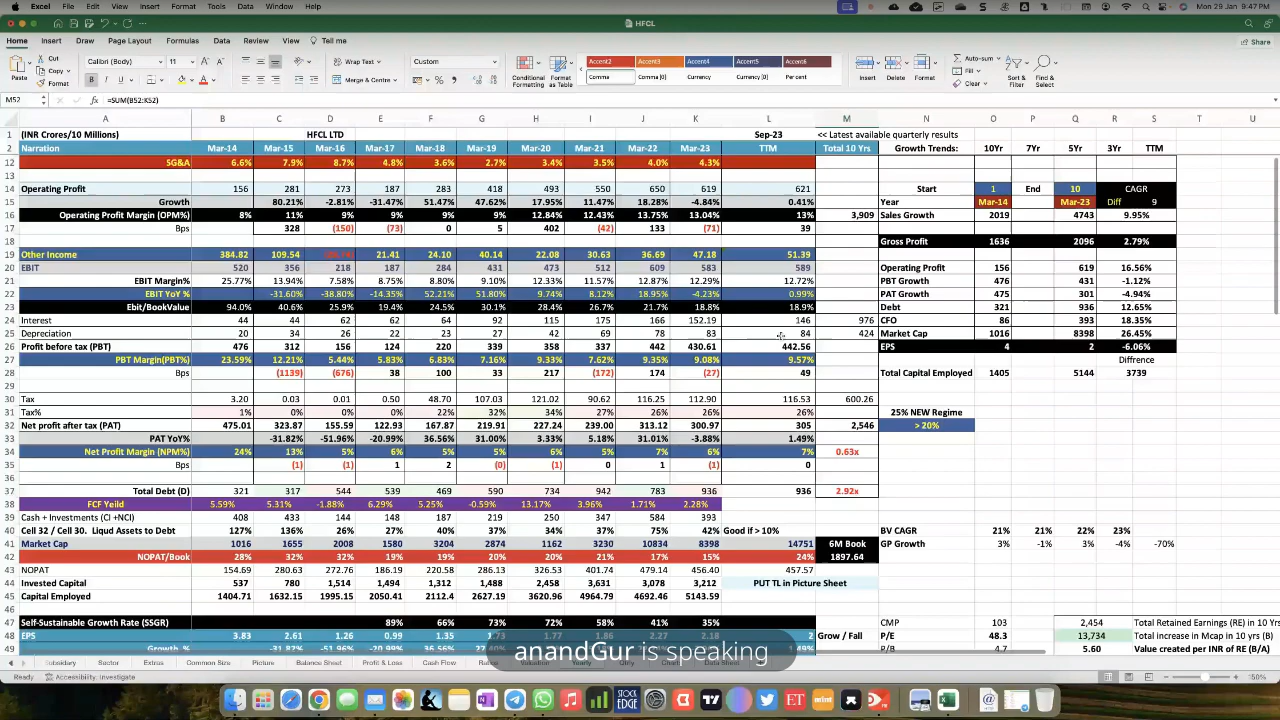 Excel File Edit View Insert Format Tools Data Window Help Mon 29 Jan 9:47 PM
HFCL
Home Insert Draw Page Layout Formulas Data Review View Tell me Share
Paste Cut Copy Format Calibri (Body) 11 Wrap Text Merge & Centre Custom Conditional Formatting Format as Table Accent2 Accent3 Accent4 Accent5 Accent6 Insert Delete Format Auto-sum Fill Clear Sort & Filter Find & Select
Comma Comma [0] Currency Currency [0] Per cent
M52 fx =SUM(B52:K52)
A B C D E F G H I J K L M N O P Q R S T U
1 (INR Crores/10 Millions) HFCL LTD Sep-23 << Latest available quarterly results
2 Narration Mar-14 Mar-15 Mar-16 Mar-17 Mar-18 Mar-19 Mar-20 Mar-21 Mar-22 Mar-23 TTM Total 10 Yrs Growth Trends: 10Yr 7Yr 5Yr 3Yr TTM
12 SG&A 6.6% 7.9% 8.7% 4.8% 3.6% 2.7% 3.4% 3.5% 4.0% 4.3%
13
14 Operating Profit 156 281 273 187 283 418 493 550 650 619 621 Start 1 End 10 CAGR
15 Growth 80.21% -2.81% -31.47% 51.47% 47.62% 17.95% 11.47% 18.28% -4.84% 0.41% Year Mar-14 Mar-23 Diff 9
16 Operating Profit Margin (OPM%) 8% 11% 9% 9% 9% 9% 12.84% 12.84% 13.75% 13.04% 13% 3,909 Sales Growth 2019 4743 9.95%
17 Bps 328 (150) (73) 0 5 402 (42) 133 (71) 39
18 Gross Profit 1636 2096 2.79%
19 Other Income 384.82 109.54 21.41 24.10 40.14 22.08 30.63 36.69 47.18 51.39
20 EBIT 520 356 218 187 284 431 473 512 609 583 589 Operating Profit 156 619 16.56%
21 EBIT Margin% 25.77% 13.94% 7.58% 8.75% 8.80% 9.10% 12.33% 11.57% 12.87% 12.29% 12.72% PBT Growth 476 431 -1.12%
22 EBIT YoY % -31.60% -38.80% -14.35% 52.21% 51.80% 9.74% 8.12% 18.95% -4.23% 0.99% PAT Growth 475 301 -4.94%
23 Ebit/BookValue 94.0% 40.6% 25.9% 19.4% 24.5% 30.1% 28.4% 26.7% 21.7% 18.8% 18.9% Debt 321 936 12.65%
24 Interest 44 44 62 62 64 92 115 175 166 152.19 146 976 CFO 86 393 18.35%
25 Depreciation 20 34 26 22 23 27 42 69 78 83 84 424 Market Cap 1016 8398 26.45%
26 Profit before tax (PBT) 476 312 156 124 220 339 358 337 442 430.61 442.56 EPS 4 2 -6.06%
27 PBT Margin(PBT%) 23.59% 12.21% 5.44% 5.83% 6.83% 7.16% 9.33% 7.62% 9.35% 9.08% 9.57% Difrrence
28 Bps (1139) (676) 38 100 33 217 (172) 174 (27) 49 Total Capital Employed 1405 5144 3739
29
30 Tax 3.20 0.03 0.01 0.50 48.70 107.03 121.02 90.62 116.25 112.90 116.53 600.26
31 Tax% 1% 0% 0% 0% 22% 32% 34% 27% 26% 26% 26% 25% NEW Regime
32 Net profit after tax (PAT) 475.01 323.87 155.59 122.93 167.87 219.91 227.24 239.00 313.12 300.97 305 2,546 > 20%
33 PAT YoY% -31.82% -51.96% -20.99% 36.56% 31.00% 3.33% 5.18% 31.01% -3.88% 1.49%
34 Net Profit Margin (NPM%) 24% 13% 5% 6% 5% 5% 6% 5% 7% 6% 7% 0.63x
35 Bps (1) (1) 1 2 (0) (1) 0 1 (1) 0
36
37 Total Debt (D) 321 317 544 539 469 590 734 942 783 936 936 2.92x
38 FCF Yeild 5.59% 5.31% -1.88% 6.29% 5.25% -0.59% 13.17% 3.96% 1.71% 2.28%
39 Cash + Investments (CI +NCI) 408 433 144 148 187 219 250 347 584 393
40 Cell 32 / Cell 30. Liqud Assets to Debt 127% 136% 26% 27% 40% 37% 34% 37% 75% 42% Good if > 10% BV CAGR 21% 21% 22% 23%
41 Market Cap 1016 1655 2008 1580 3204 2874 1162 3230 10834 8398 14751 6M Book GP Growth 3% -1% 3% -4% -70%
42 NOPAT/Book 28% 32% 32% 19% 19% 20% 20% 21% 17% 15% 24% 1897.64
43 NOPAT 154.69 280.63 272.76 186.19 220.58 286.13 326.53 401.71 479.14 456.40 457.57
44 Invested Capital 537 780 1,514 1,494 1,312 1,488 2,458 3,631 3,078 3,212 PUT TL in Picture Sheet
45 Capital Employed 1404.71 1632.15 1995.15 2050.41 2112.4 2627.19 3620.96 4964.79 4692.46 5143.59
46
47 Self-Sustainable Growth Rate (SSGR) 89% 66% 73% 72% 58% 41% 35% CMP 103 2,454 Total Retained Earnings (RE) in 10 Yrs
48 EPS 3.83 2.61 1.26 0.99 1.35 Grow / Fall P/E 48.3 13,734 Total increase in Mcap in 10 yrs (B)
P/B 4.7 5.60 Value created per INR of RE (B/A)
anandGur is speaking
Subsidary Sector Extras Common Size Picture Balance Sheet Profit & Loss Cash Flow
Ready Accessibility: Investigate